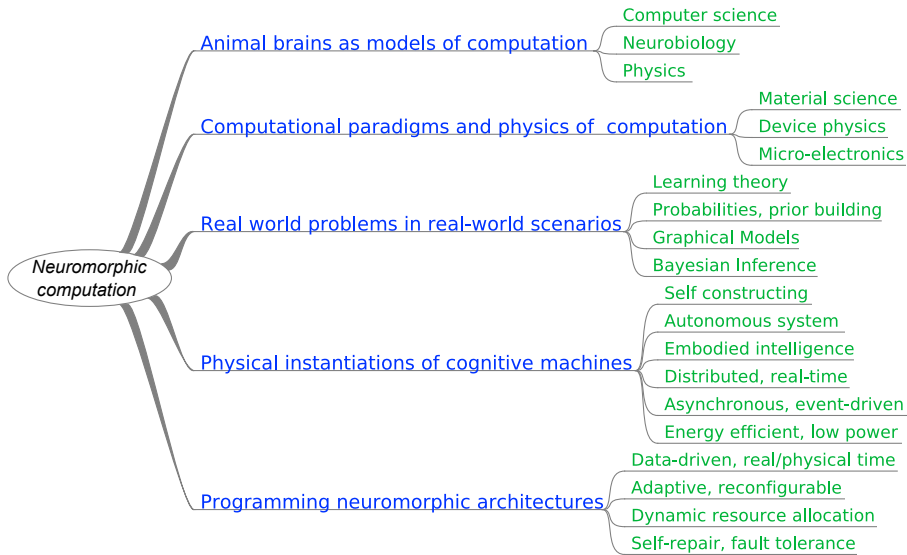 Neuromorphic
computation
Animal brains as models of computation
Computer science
Neurobiology
Physics
Computational paradigms and physics of  computation
Material science
Device physics
Micro-electronics
Real world problems in real-world scenarios
Learning theory
Probabilities, prior building
Graphical Models
Bayesian Inference
Physical instantiations of cognitive machines
Self constructing
Autonomous system
Embodied intelligence
Distributed, real-time
Asynchronous, event-driven
Energy efficient, low power
Programming neuromorphic architectures
Data-driven, real/physical time
Adaptive, reconfigurable
Dynamic resource allocation
Self-repair, fault tolerance